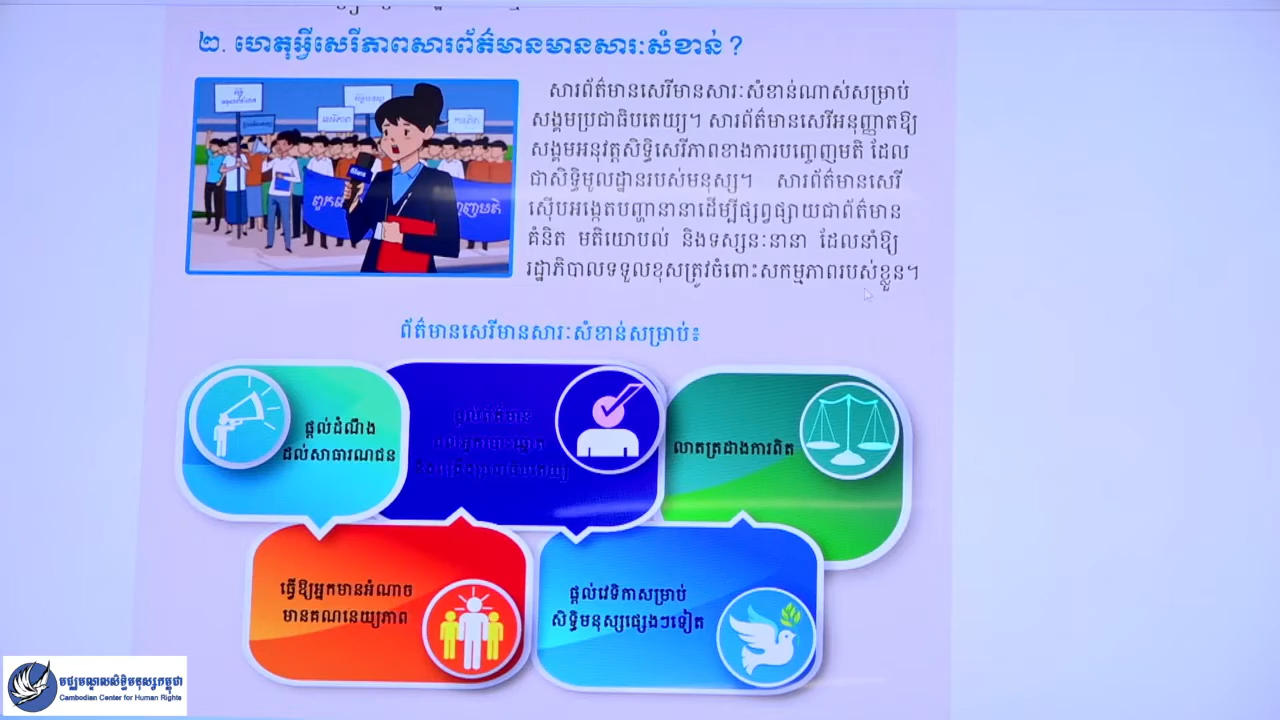 ២. ហេតុអ្វីសេរីភាពសារព័ត៌មានមានសារៈសំខាន់ ?
សារព័ត៌មានសេរីមានសារៈសំខាន់ណាស់សម្រាប់
សង្គមប្រជាធិបតេយ្យ។ សារព័ត៌មានសេរីអនុញ្ញាតឱ្យ
សង្គមអនុវត្តសិទ្ធិសេរីភាពខាងការបញ្ចេញមតិ ដែល
ជាសិទ្ធិមូលដ្ឋានរបស់មនុស្ស។ សារព័ត៌មានសេរី
ស៊ើបអង្កេតបញ្ហានានាដើម្បីផ្សព្វផ្សាយជាព័ត៌មាន
គំនិត មតិយោបល់ និងទស្សនៈនានា ដែលនាំឱ្យ
រដ្ឋាភិបាលទទួលខុសត្រូវចំពោះសកម្មភាពរបស់ខ្លួន។
សេរីភាព
ព័ត៌មានសេរីមានសារៈសំខាន់សម្រាប់៖
ផ្តល់ដំណឹង
ដល់សាធារណជន
ផ្តល់ព័ត៌មាន
លាតត្រដាងការពិត
ធ្វើឱ្យអ្នកមានអំណាច
មានគណនេយ្យភាព
ផ្តល់វេទិកាសម្រាប់
សិទ្ធិមនុស្សផ្សេងៗទៀត
មជ្ឈមណ្ឌលសិទ្ធិមនុស្សកម្ពុជា
Cambodian Center for Human Rights